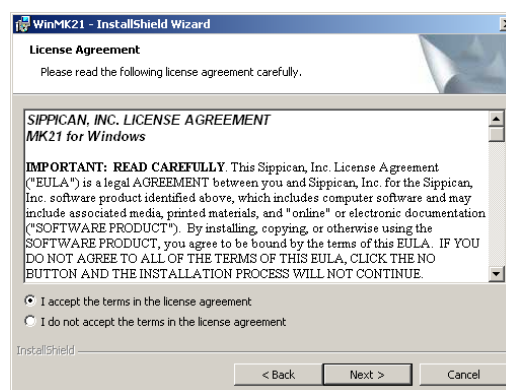 WinMK21 - InstallShield Wizard
License Agreement
Please read the following license agreement carefully.
SIPPICAN, INC. LICENSE AGREEMENT
MK21 for Windows
IMPORTANT: READ CAREFULLY. This Sippican, Inc. License Agreement
("EULA") is a legal AGREEMENT between you and Sippican, Inc. for the Sippican,
Inc. software product identified above, which includes computer software and may
include associated media, printed materials, and "online" or electronic documentation
("SOFTWARE PRODUCT"). By installing, copying, or otherwise using the
SOFTWARE PRODUCT, you agree to be bound by the terms of this EULA. IF YOU
DO NOT AGREE TO ALL OF THE TERMS OF THIS EULA, CLICK THE NO
BUTTON AND THE INSTALLATION PROCESS WILL NOT CONTINUE.
I accept the terms in the license agreement
I do not accept the terms in the license agreement
InstallShield
< Back
Next >
Cancel